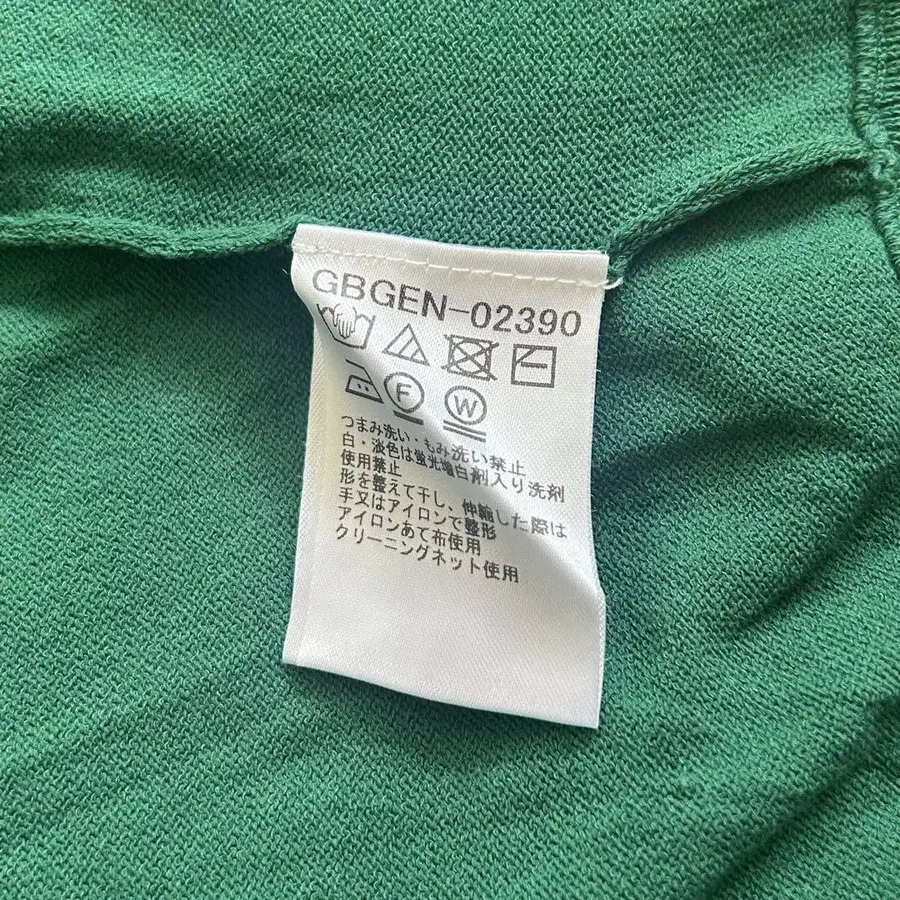 GBGEN-02390
F W
つまみ洗い・もみ洗い禁止
白・淡色は蛍光増白剤入り洗剤
使用禁止
形を整えて干し、伸縮した際は
手又はアイロンで整形
アイロンあて布使用
クリーニングネット使用